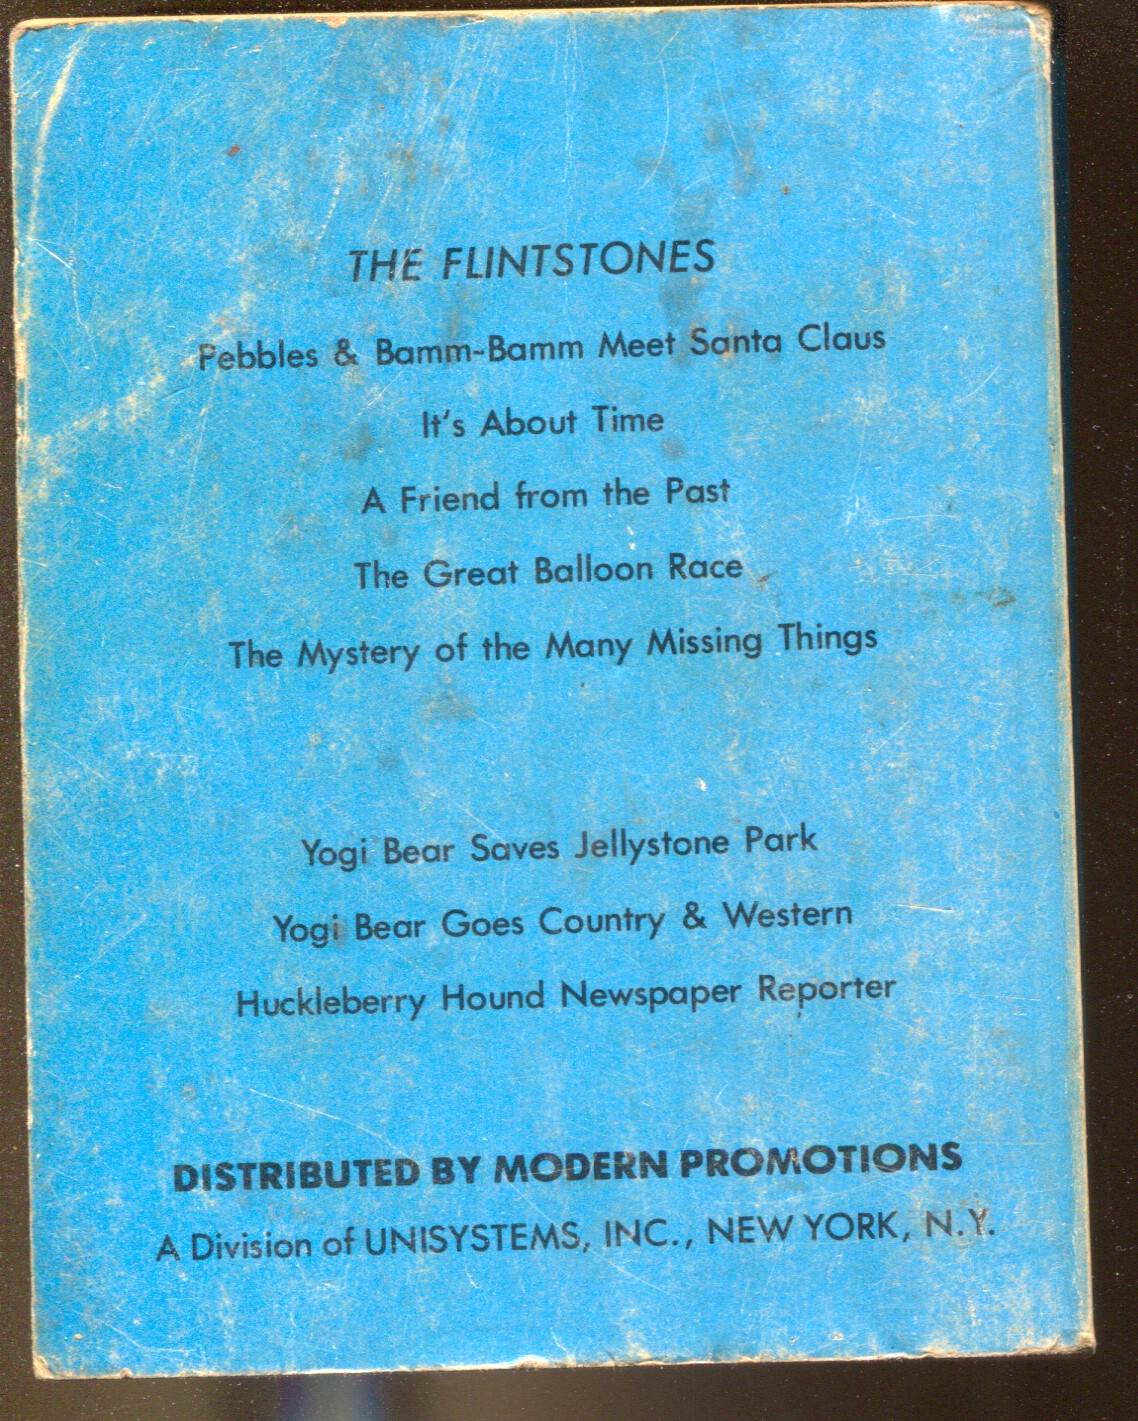 THE FLINTSTONES
Pebbles & Bamm-Bamm Meet Santa Claus
It's About Time
A Friend from the Past
The Great Balloon Race
The Mystery of the Many Missing Things
Yogi Bear Saves Jellystone Park
Yogi Bear Goes Country & Western
Huckleberry Hound Newspaper Reporter
DISTRIBUTED BY MODERN PROMOTIONS
A Division of UNISYSTEMS, INC., NEW YORK, N.Y.